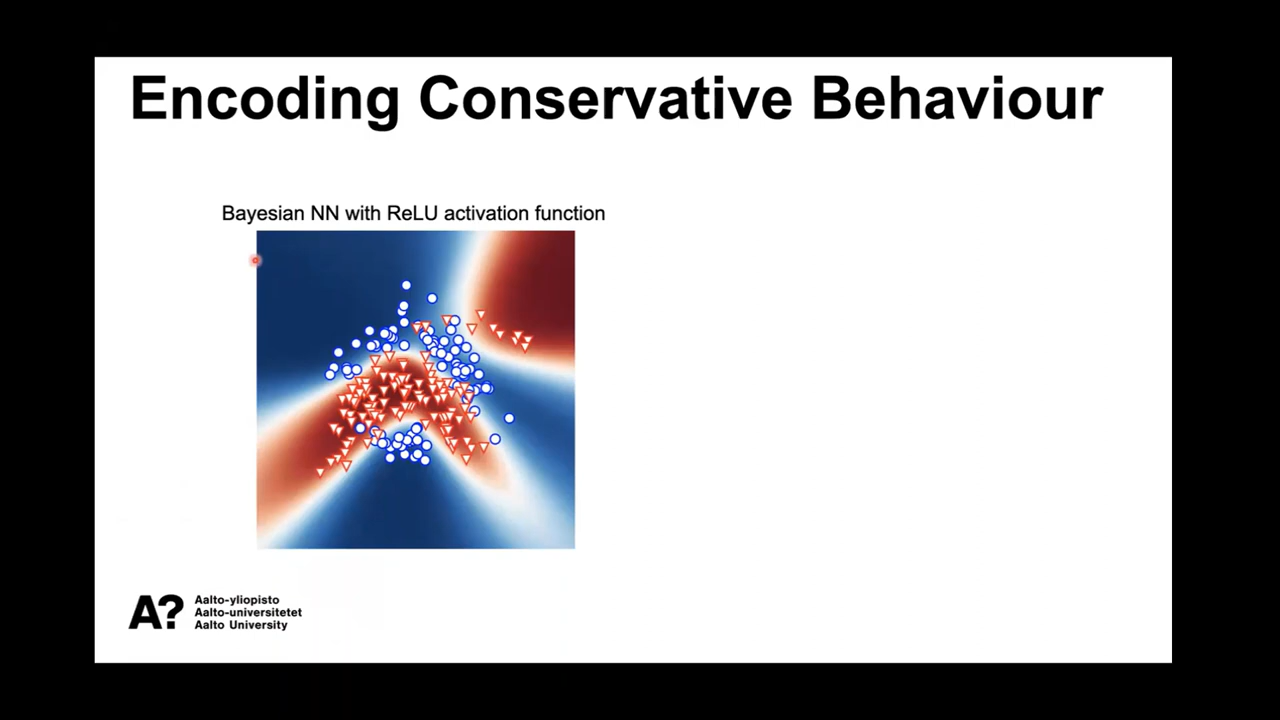 Encoding Conservative Behaviour
Bayesian NN with ReLU activation function
A?
Aalto-yliopisto
Aalto-universitetet
Aalto University